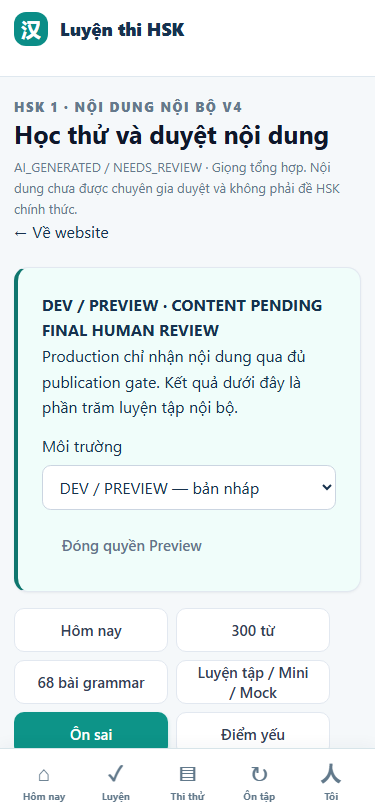 汉 Luyện thi HSK
HSK 1 · NỘI DUNG NỘI BỘ V4
Học thử và duyệt nội dung
AI_GENERATED / NEEDS_REVIEW · Giọng tổng hợp. Nội
dung chưa được chuyên gia duyệt và không phải đề HSK
chính thức.
← Về website
DEV / PREVIEW · CONTENT PENDING
FINAL HUMAN REVIEW
Production chỉ nhận nội dung qua đủ
publication gate. Kết quả dưới đây là
phần trăm luyện tập nội bộ.
Môi trường
DEV / PREVIEW — bản nháp
Đóng quyền Preview
Hôm nay
300 từ
68 bài grammar
Luyện tập / Mini
/ Mock
Ôn sai
Điểm yếu
Hôm nay
Luyện
Thi thử
Ôn tập
人
Tôi